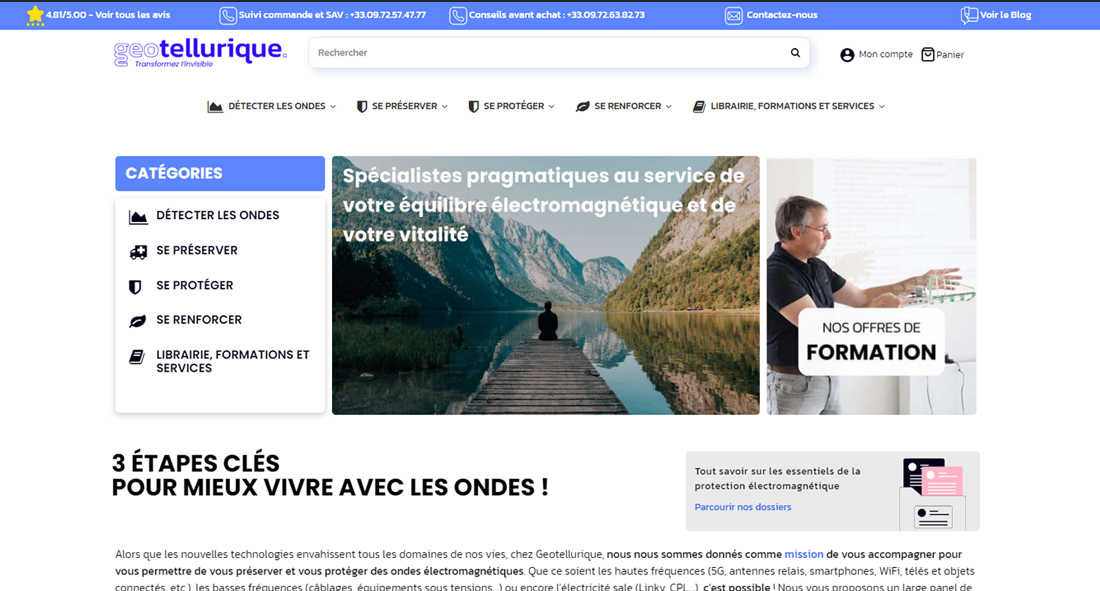 4.81/5.00 - Voir tous les avis
Suivi commande et SAV : +33.09.72.57.47.77
Conseils avant achat : +33.09.72.63.82.73
Contactez-nous
Voir le Blog
geotellurique.
Transformez l'invisible
Rechercher
Mon compte
Panier
DÉTECTER LES ONDES
SE PRÉSERVER
SE PROTÉGER
SE RENFORCER
LIBRAIRIE, FORMATIONS ET SERVICES
CATÉGORIES
DÉTECTER LES ONDES
SE PRÉSERVER
SE PROTÉGER
SE RENFORCER
LIBRAIRIE, FORMATIONS ET
SERVICES
Spécialistes pragmatiques au service de
votre équilibre électromagnétique et de
votre vitalité
NOS OFFRES DE
FORMATION
3 ÉTAPES CLÉS
POUR MIEUX VIVRE AVEC LES ONDES !
Tout savoir sur les essentiels de la
protection électromagnétique
Parcourir nos dossiers
Alors que les nouvelles technologies envahissent tous les domaines de nos vies, chez Geotellurique, nous nous sommes donnés comme mission de vous accompagner pour
vous permettre de vous préserver et vous protéger des ondes électromagnétiques. Que ce soient les hautes fréquences (5G, antennes relais, smartphones, WiFi, télés et objets
connectés, etc.), les basses fréquences (câblages, équipements sous tensions...) ou encore l'électricité sale (Linky, CPL...), c'est possible ! Nous vous proposons un large panel de